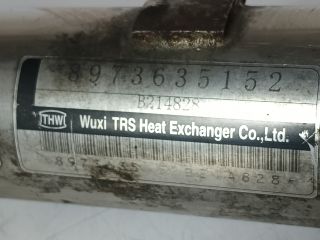 8973635152
B214828
THW Wuxi TRS Heat Exchanger Co.,Ltd.